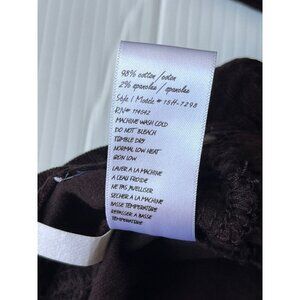 98% cotton/coton
2% spandex/spandex
Style | Modèle # 15H-7298
RN# 114642
MACHINE WASH COLD
DO NOT BLEACH
TUMBLE DRY
NORMAL LOW HEAT
IRON LOW
LAVER A LA MACHINE
A L'EAU FROIDE
NE PAS JAVELLISER
SECHER A LA MACHINE
BASSE TEMPERATURE
REPASSER A BASSE
TEMPERATURE